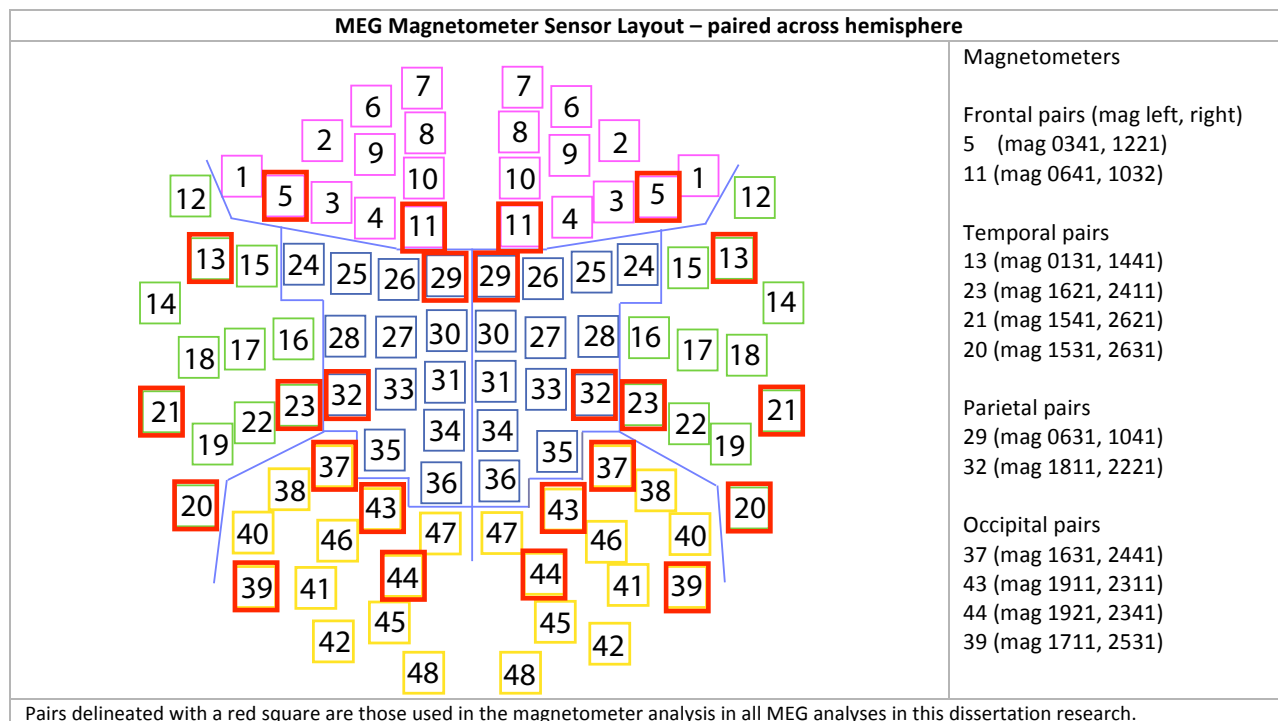 MEG Magnetometer Sensor Layout – paired across hemisphere
7 7
6 6
2 8 8 2
9 9
1 10 10 1
12 5 3 3 5 12
4 11 11 4
13 15 24 25 26 29 29 26 25 24 15 13
14 14
18 17 16 28 27 30 30 27 28 16 17 18
21 23 32 33 31 31 33 32 23 21
19 22 34 34 22 19
35 35
37 37
20 38 36 36 38 20
43 43
40 46 47 47 46 40
39 41 44 44 41 39
42 45 45 42
48 48
Magnetometers
Frontal pairs (mag left, right)
5 (mag 0341, 1221)
11 (mag 0641, 1032)
Temporal pairs
13 (mag 0131, 1441)
23 (mag 1621, 2411)
21 (mag 1541, 2621)
20 (mag 1531, 2631)
Parietal pairs
29 (mag 0631, 1041)
32 (mag 1811, 2221)
Occipital pairs
37 (mag 1631, 2441)
43 (mag 1911, 2311)
44 (mag 1921, 2341)
39 (mag 1711, 2531)
Pairs delineated with a red square are those used in the magnetometer analysis in all MEG analyses in this dissertation research.